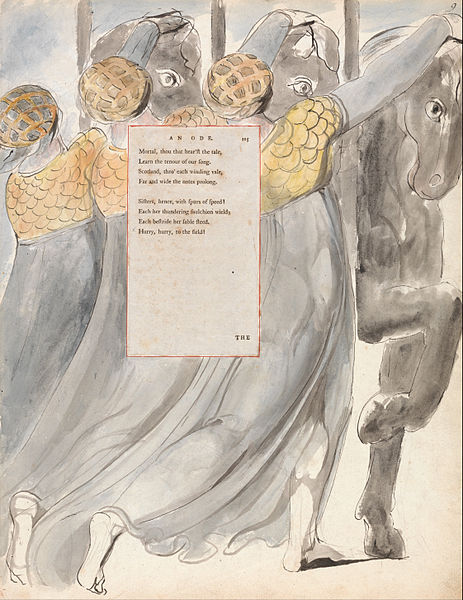 9
AN ODE. 105
Mortal, thou that hear'ſt the tale,
Learn the tenour of our ſong.
Scotland, thro' each winding vale,
Far and wide the notes prolong.
Siſters, hence, with ſpurs of ſpeed!
Each her thundering faulchion wield;
Each beſtride her ſable ſteed.
Hurry, hurry, to the field!
THE